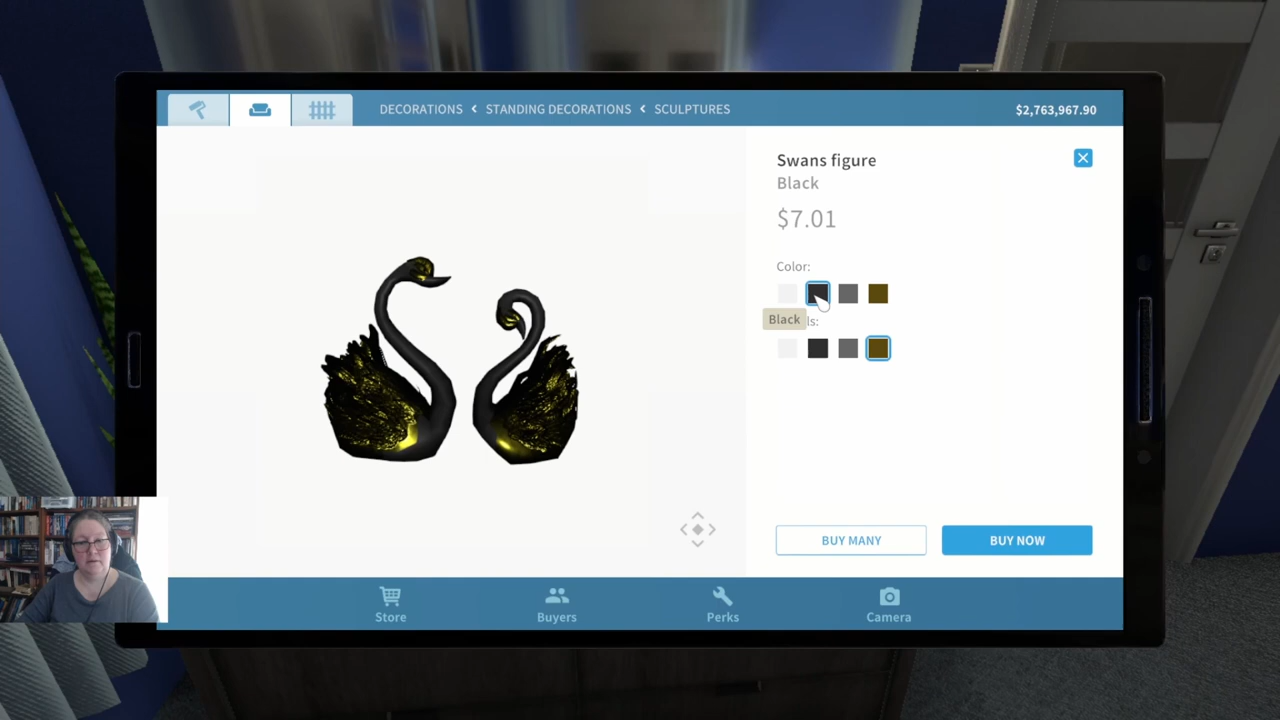 DECORATIONS < STANDING DECORATIONS < SCULPTURES
$2,763,967.90
Swans figure
Black
$7.01
Color:
Black
ls:
BUY MANY
BUY NOW
Store
Buyers
Perks
Camera